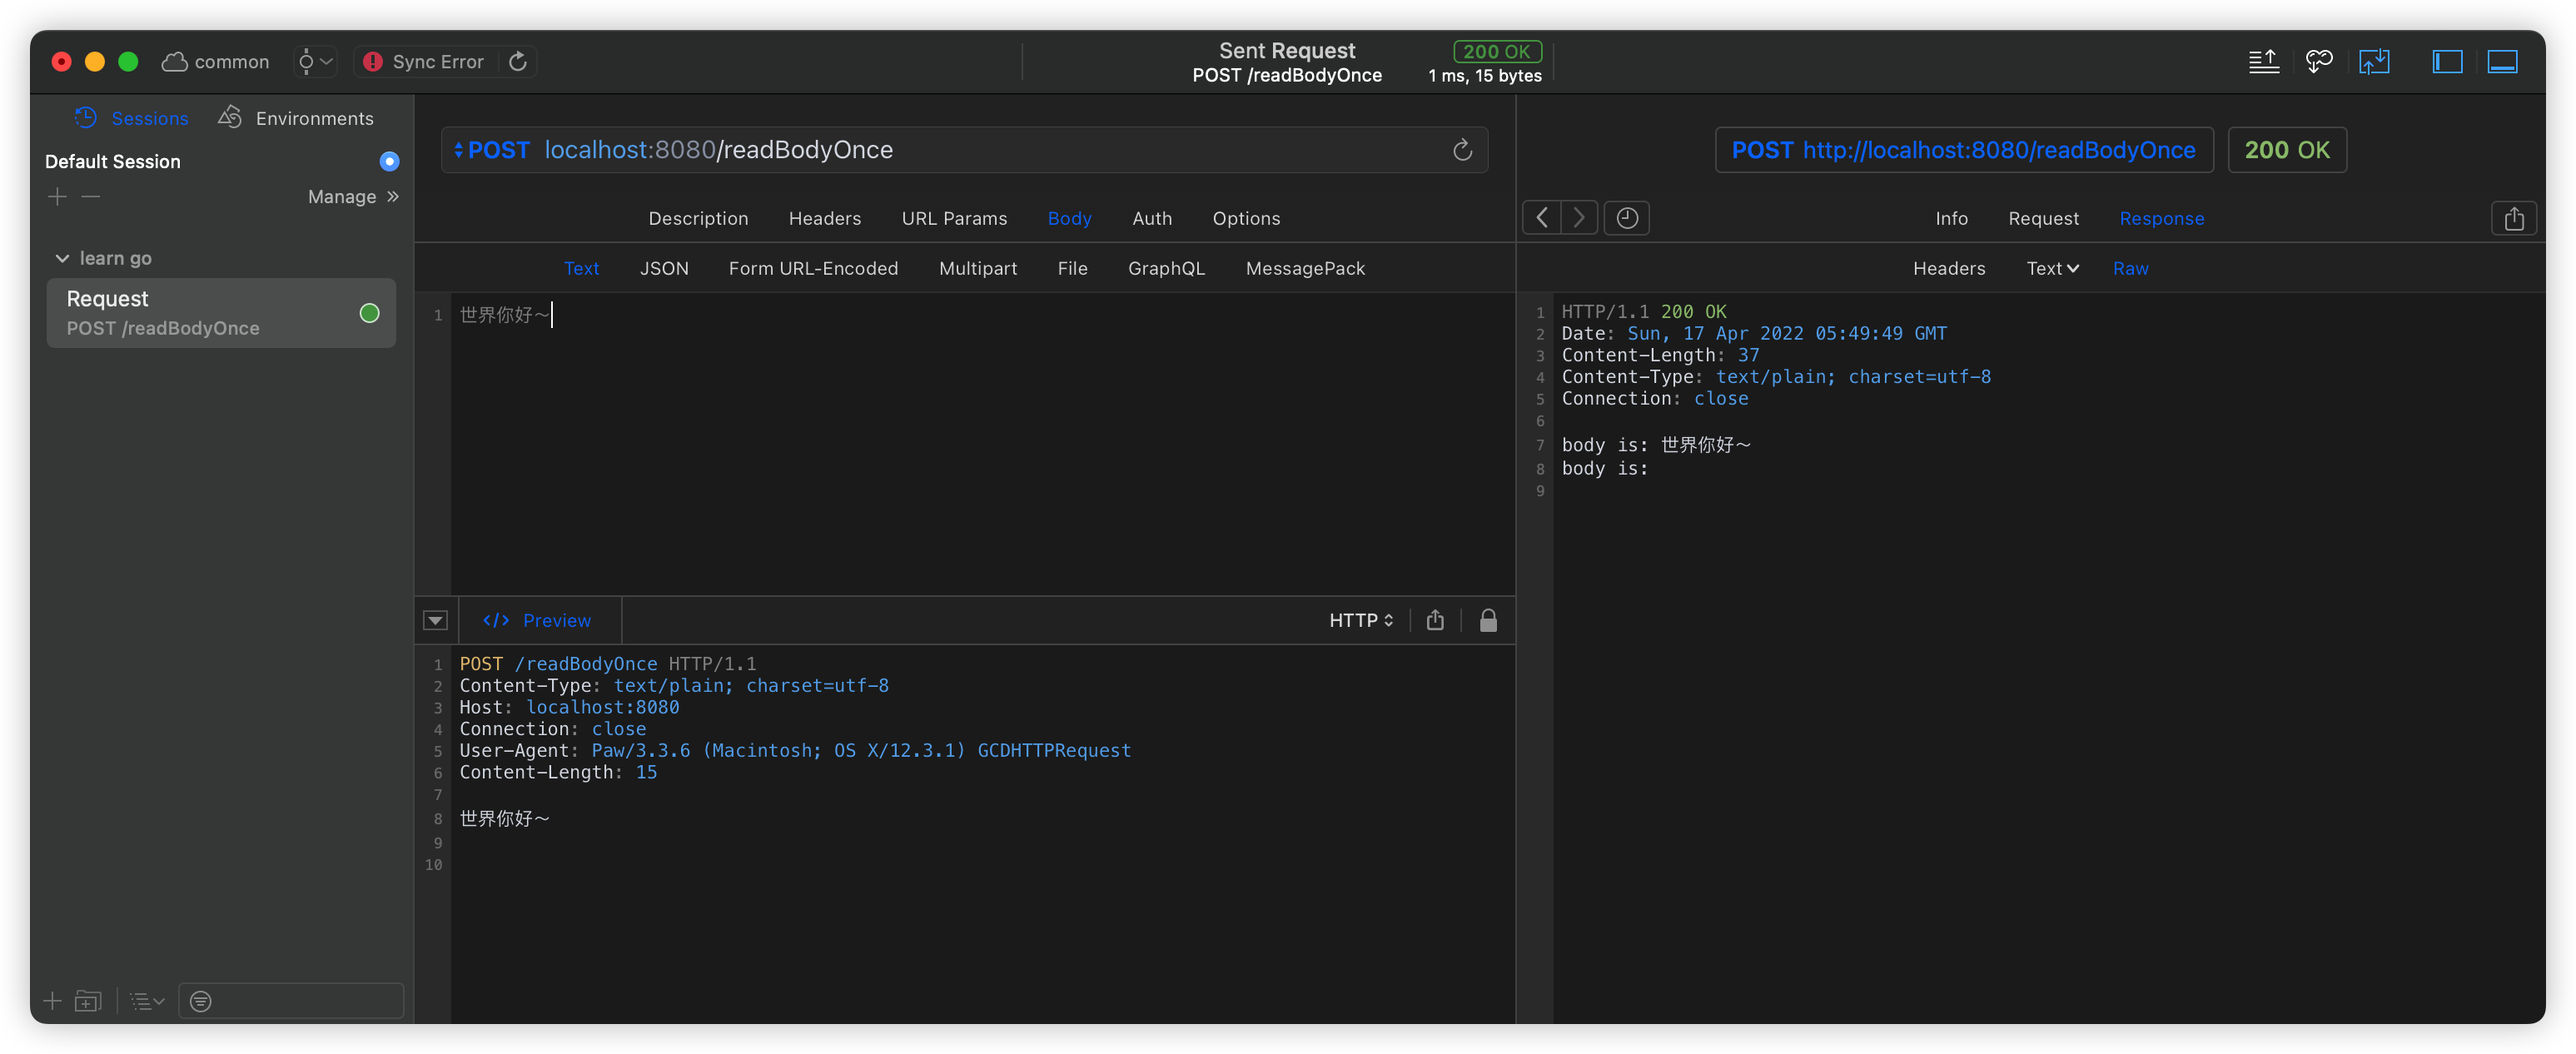 common
Sync Error
Sent Request
POST /readBodyOnce
200 OK
1 ms, 15 bytes
Sessions
Environments
Default Session
Manage
learn go
Request
POST /readBodyOnce
POST localhost:8080/readBodyOnce
Description Headers URL Params Body Auth Options
Text JSON Form URL-Encoded Multipart File GraphQL MessagePack
1 世界你好～
Preview
HTTP
1 POST /readBodyOnce HTTP/1.1
2 Content-Type: text/plain; charset=utf-8
3 Host: localhost:8080
4 Connection: close
5 User-Agent: Paw/3.3.6 (Macintosh; OS X/12.3.1) GCDHTTPRequest
6 Content-Length: 15
7
8 世界你好～
9
10
POST http://localhost:8080/readBodyOnce
200 OK
Info Request Response
Headers Text Raw
1 HTTP/1.1 200 OK
2 Date: Sun, 17 Apr 2022 05:49:49 GMT
3 Content-Length: 37
4 Content-Type: text/plain; charset=utf-8
5 Connection: close
6
7 body is: 世界你好～
8 body is:
9